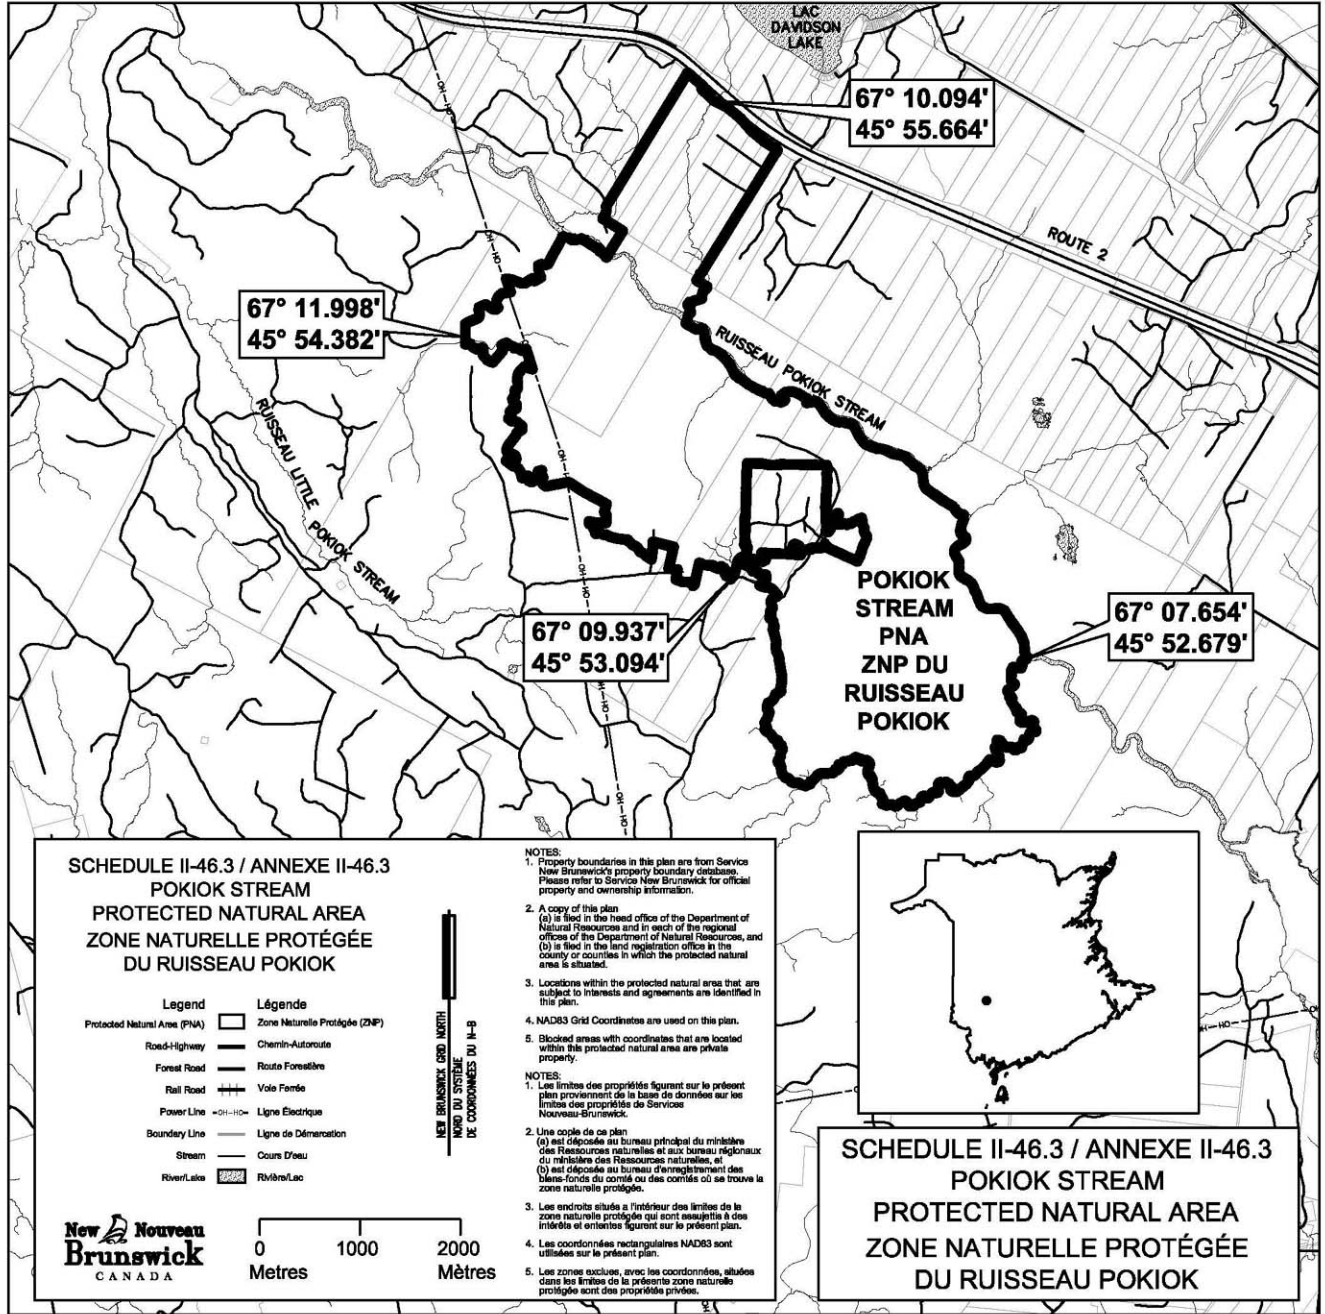 LAC
DAVIDSON
LAKE
67° 10.094'
45° 55.664'
OH-HO
ROUTE 2
OH-HO
67° 11.998'
45° 54.382'
RUISSEAU POKIOK STREAM
RUISSEAU LITTLE POKIOK STREAM
HO
OH-HO
POKIOK
STREAM
PNA
ZNP DU
RUISSEAU
POKIOK
67° 09.937'
45° 53.094'
67° 07.654'
45° 52.679'
OH-HO
OH-HO
SCHEDULE II-46.3 / ANNEXE II-46.3
POKIOK STREAM
PROTECTED NATURAL AREA
ZONE NATURELLE PROTÉGÉE
DU RUISSEAU POKIOK
Legend Légende
Protected Natural Area (PNA) Zone Naturelle Protégée (ZNP)
Road-Highway Chemin-Autoroute
Forest Road Route Forestière
Rail Road Voie Ferrée
Power Line -OH-HO- Ligne Électrique
Boundary Line Ligne de Démarcation
Stream Cours D'eau
River/Lake Rivière/Lac
NEW BRUNSWICK GRID NORTH
NORD DU SYSTÈME
DE COORDONNÉES DU N-B
New Nouveau
Brunswick
CANADA
0 1000 2000
Metres Mètres
NOTES:
1. Property boundaries in this plan are from Service
New Brunswick's property boundary database.
Please refer to Service New Brunswick for official
property and ownership information.
2. A copy of this plan
(a) is filed in the head office of the Department of
Natural Resources and in each of the regional
offices of the Department of Natural Resources, and
(b) is filed in the land registration office in the
county or counties in which the protected natural
area is situated.
3. Locations within the protected natural area that are
subject to interests and agreements are identified in
this plan.
4. NAD83 Grid Coordinates are used on this plan.
5. Blocked areas with coordinates that are located
within this protected natural area are private
property.
NOTES:
1. Les limites des propriétés figurant sur le présent
plan proviennent de la base de données sur les
limites des propriétés de Services
Nouveau-Brunswick.
2. Une copie de ce plan
(a) est déposée au bureau principal du ministère
des Ressources naturelles et aux bureau régionaux
du ministère des Ressources naturelles, et
(b) est déposée au bureau d'enregistrement des
biens-fonds du comté ou des comtés où se trouve la
zone naturelle protégée.
3. Les endroits situés a l'intérieur des limites de la
zone naturelle protégée qui sont assujettis à des
intérêts et ententes figurent sur le présent plan.
4. Les coordonnées rectangulaires NAD83 sont
utilisées sur le présent plan.
5. Les zones exclues, avec les coordonnées, situées
dans les limites de la présente zone naturelle
protégée sont des propriétés privées.
HO
SCHEDULE II-46.3 / ANNEXE II-46.3
POKIOK STREAM
PROTECTED NATURAL AREA
ZONE NATURELLE PROTÉGÉE
DU RUISSEAU POKIOK